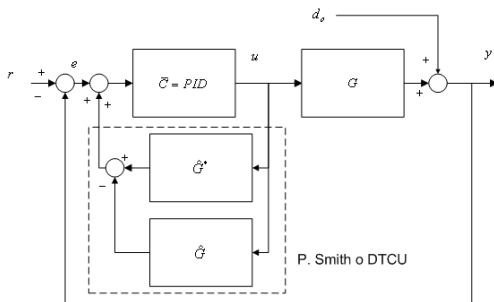 d_o
r
+
−
e
+
+
C̅ = PID
u
G
+
+
y
+
−
Ĝ*
Ĝ
P. Smith o DTCU